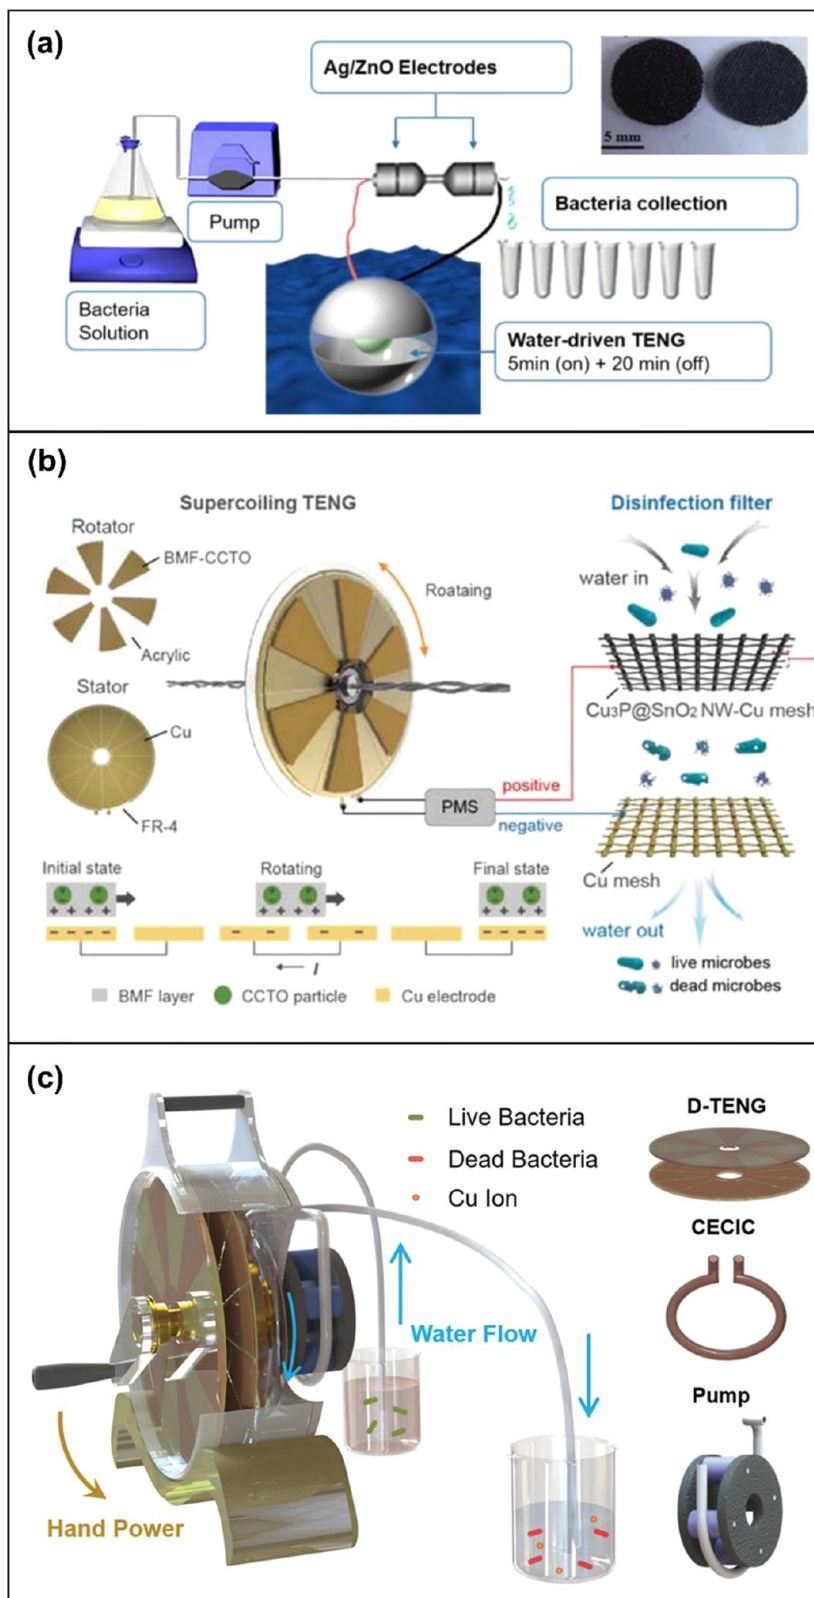 (a)
Ag/ZnO Electrodes
5 mm
Pump
Bacteria collection
Bacteria
Solution
Water-driven TENG
5min (on) + 20 min (off)
(b)
Supercoiling TENG
Disinfection filter
Rotator
BMF-CCTO
Acrylic
Roataing
water in
Stator
Cu
FR-4
Cu₃P@SnO₂ NW-Cu mesh
positive
PMS
negative
Cu mesh
Initial state
Rotating
Final state
+ + + +
+ + + +
+ + + +
- - - -
- -
- -
- - - -
I
water out
live microbes
dead microbes
BMF layer
CCTO particle
Cu electrode
(c)
Live Bacteria
Dead Bacteria
Cu Ion
D-TENG
CECIC
Water Flow
Pump
Hand Power